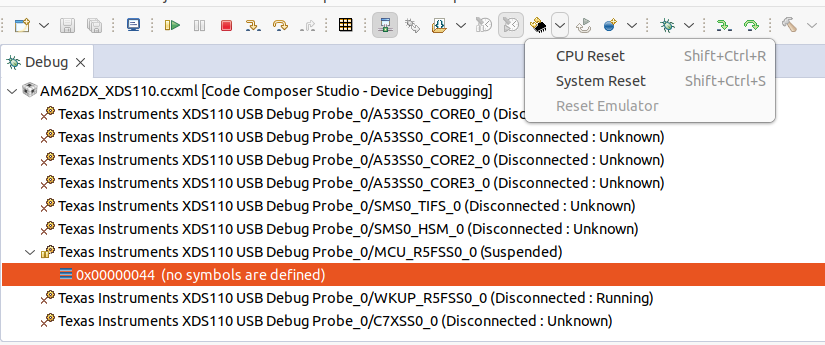 CPU Reset Shift+Ctrl+R
System Reset Shift+Ctrl+S
Reset Emulator
Debug
AM62DX_XDS110.ccxml [Code Composer Studio - Device Debugging]
Texas Instruments XDS110 USB Debug Probe_0/A53SS0_CORE0_0 (Disc
Texas Instruments XDS110 USB Debug Probe_0/A53SS0_CORE1_0 (Disconnected : Unknown)
Texas Instruments XDS110 USB Debug Probe_0/A53SS0_CORE2_0 (Disconnected : Unknown)
Texas Instruments XDS110 USB Debug Probe_0/A53SS0_CORE3_0 (Disconnected : Unknown)
Texas Instruments XDS110 USB Debug Probe_0/SMS0_TIFS_0 (Disconnected : Unknown)
Texas Instruments XDS110 USB Debug Probe_0/SMS0_HSM_0 (Disconnected : Unknown)
Texas Instruments XDS110 USB Debug Probe_0/MCU_R5FSS0_0 (Suspended)
0x00000044 (no symbols are defined)
Texas Instruments XDS110 USB Debug Probe_0/WKUP_R5FSS0_0 (Disconnected : Running)
Texas Instruments XDS110 USB Debug Probe_0/C7XSS0_0 (Disconnected : Unknown)